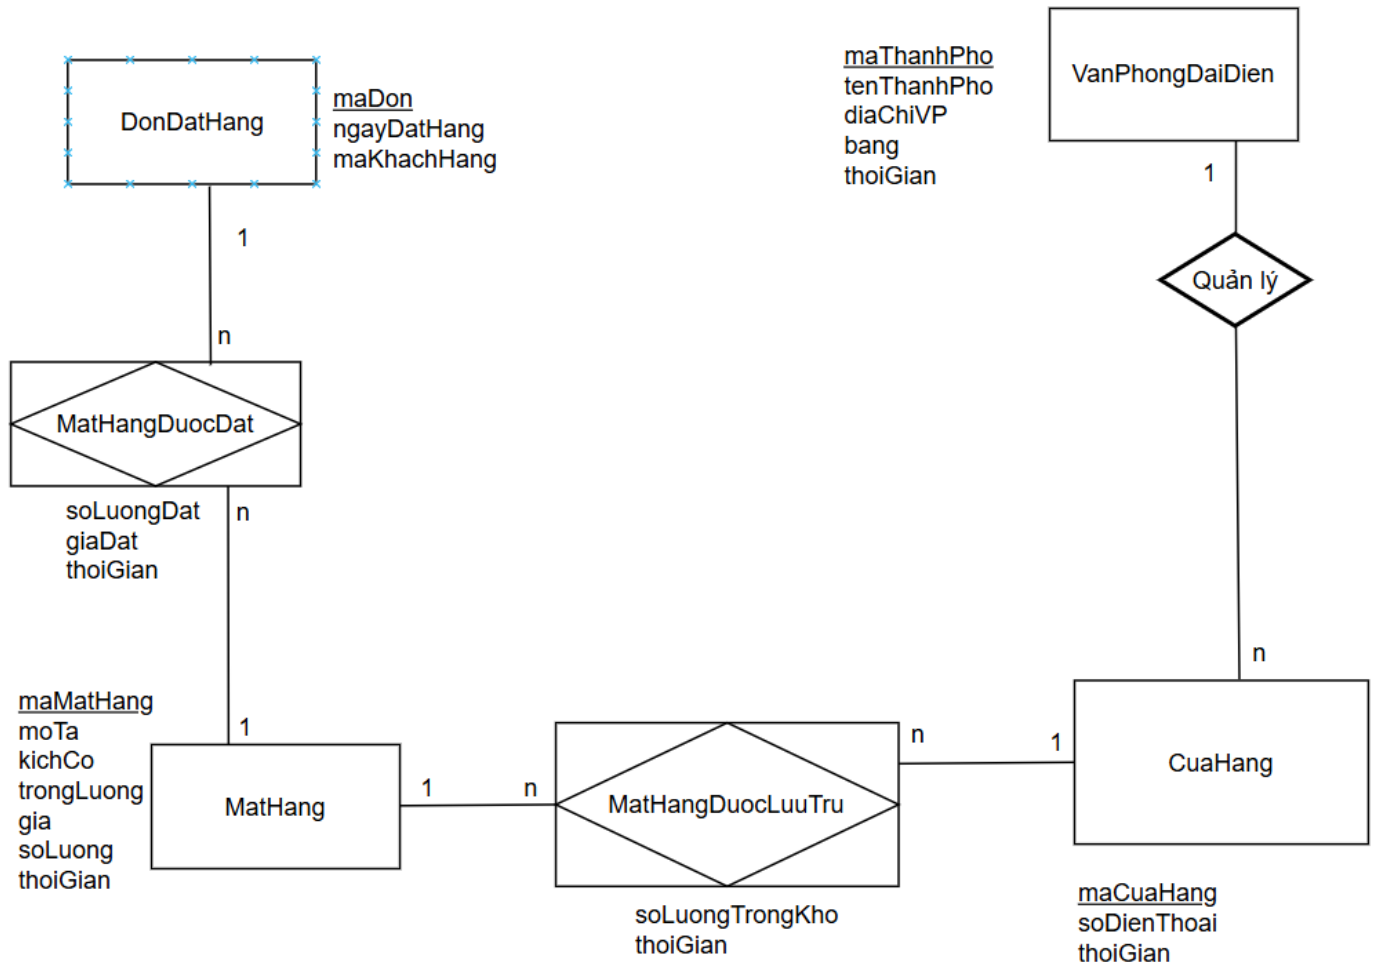 DonDatHang
maDon
ngayDatHang
maKhachHang
1
n
MatHangDuocDat
soLuongDat
giaDat
thoiGian
n
1
maMatHang
moTa
kichCo
trongLuong
gia
soLuong
thoiGian
MatHang
1
n
MatHangDuocLuuTru
soLuongTrongKho
thoiGian
n
1
CuaHang
maCuaHang
soDienThoai
thoiGian
n
Quản lý
1
VanPhongDaiDien
maThanhPho
tenThanhPho
diaChiVP
bang
thoiGian